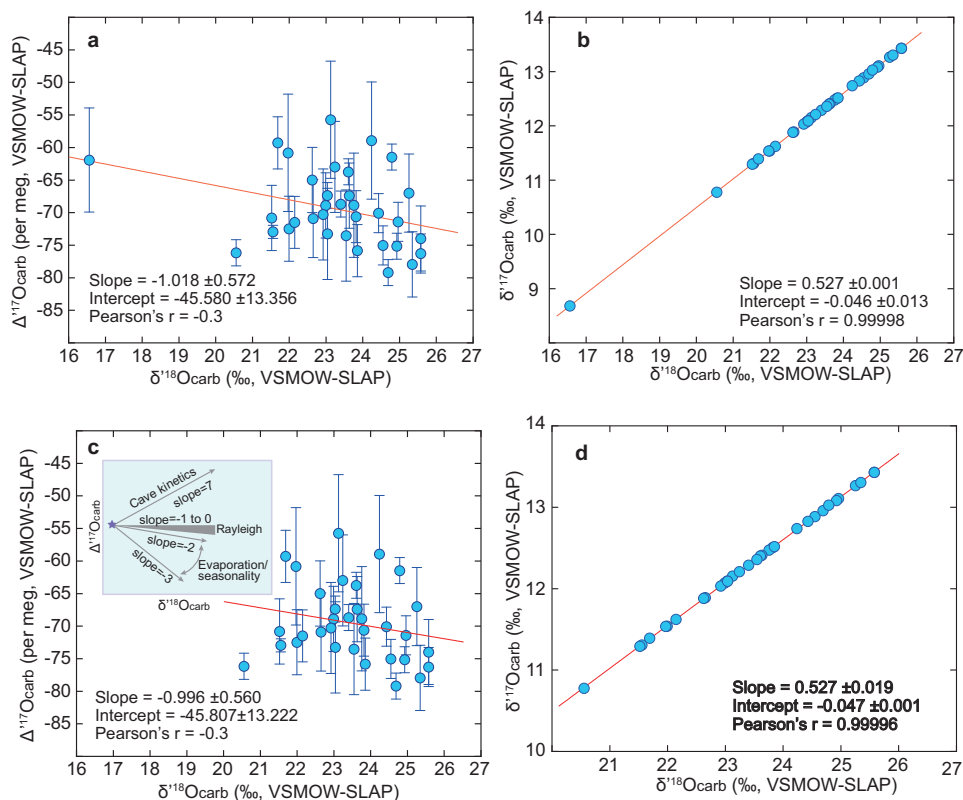 a
-45
-50
-55
-60
-65
-70
-75
-80
-85
Δ'¹⁷Ocarb (per meg, VSMOW-SLAP)
Slope = -1.018 ±0.572
Intercept = -45.580 ±13.356
Pearson's r = -0.3
16 17 18 19 20 21 22 23 24 25 26 27
δ'¹⁸Ocarb (‰, VSMOW-SLAP)
b
14
13
12
11
10
9
δ'¹⁷Ocarb (‰, VSMOW-SLAP)
Slope = 0.527 ±0.001
Intercept = -0.046 ±0.013
Pearson's r = 0.99998
16 17 18 19 20 21 22 23 24 25 26 27
δ'¹⁸Ocarb (‰, VSMOW-SLAP)
c
-45
-50
-55
-60
-65
-70
-75
-80
-85
Δ'¹⁷Ocarb (per meg, VSMOW-SLAP)
Δ'¹⁷Ocarb
Cave kinetics
slope=7
slope=-1 to 0
Rayleigh
slope=-2
slope=-3
Evaporation/
seasonality
δ'¹⁸Ocarb
Slope = -0.996 ±0.560
Intercept = -45.807±13.222
Pearson's r = -0.3
16 17 18 19 20 21 22 23 24 25 26 27
δ'¹⁸Ocarb (‰, VSMOW-SLAP)
d
14
13
12
11
10
δ'¹⁷Ocarb (‰, VSMOW-SLAP)
Slope = 0.527 ±0.019
Intercept = -0.047 ±0.001
Pearson's r = 0.99996
21 22 23 24 25 26 27
δ'¹⁸Ocarb (‰, VSMOW-SLAP)